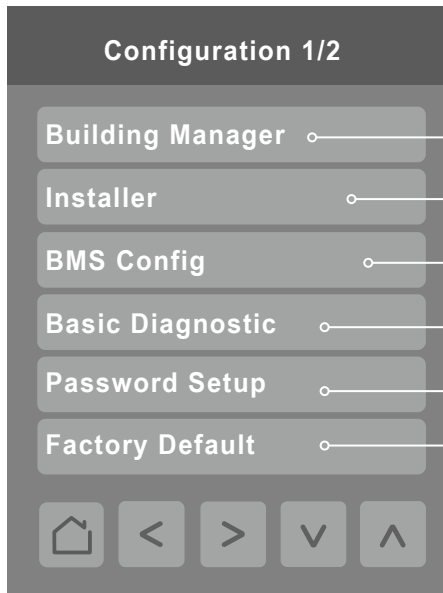 Configuration 1/2
Building Manager
Installer
BMS Config
Basic Diagnostic
Password Setup
Factory Default